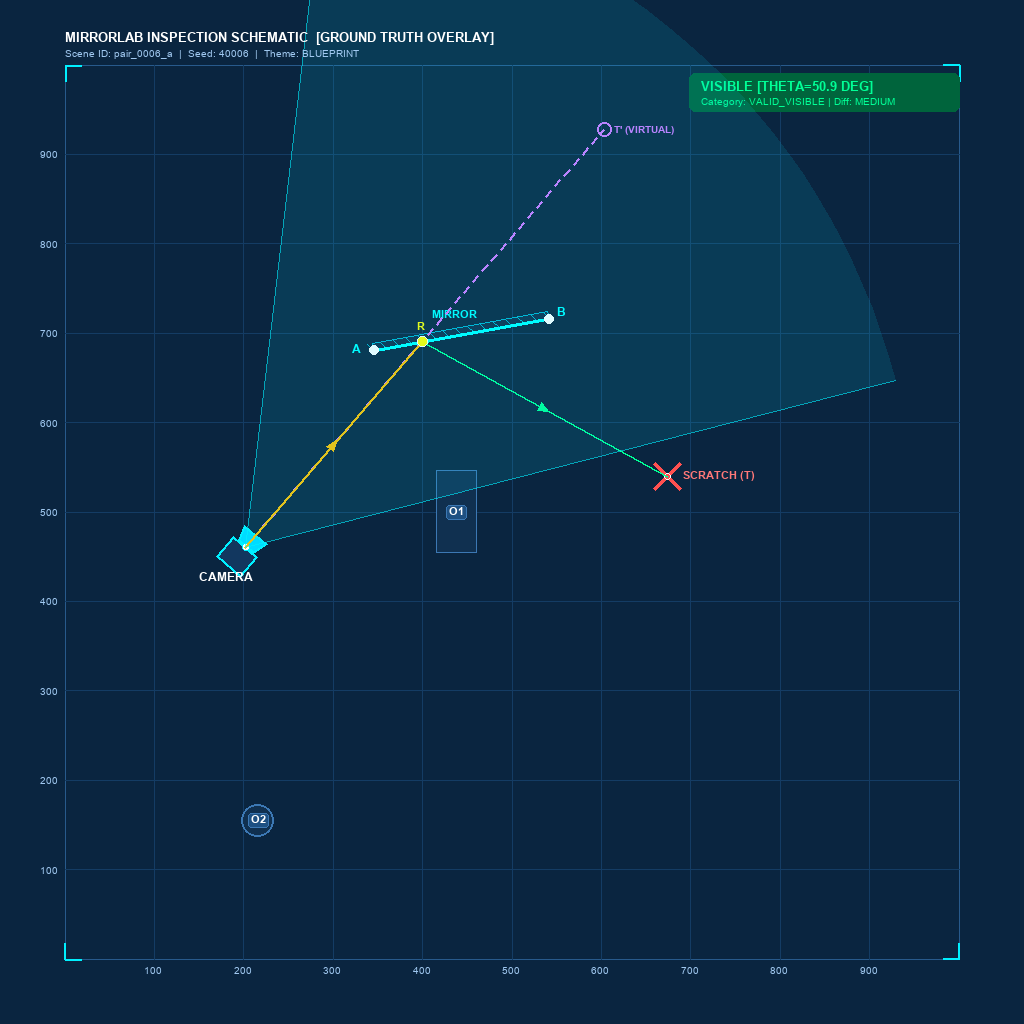 MIRRORLAB INSPECTION SCHEMATIC [GROUND TRUTH OVERLAY]
Scene ID: pair_0006_a | Seed: 40006 | Theme: BLUEPRINT
VISIBLE [THETA=50.9 DEG]
Category: VALID_VISIBLE | Diff: MEDIUM
T' (VIRTUAL)
MIRROR
B
R
A
SCRATCH (T)
O1
CAMERA
O2
900
800
700
600
500
400
300
200
100
100 200 300 400 500 600 700 800 900